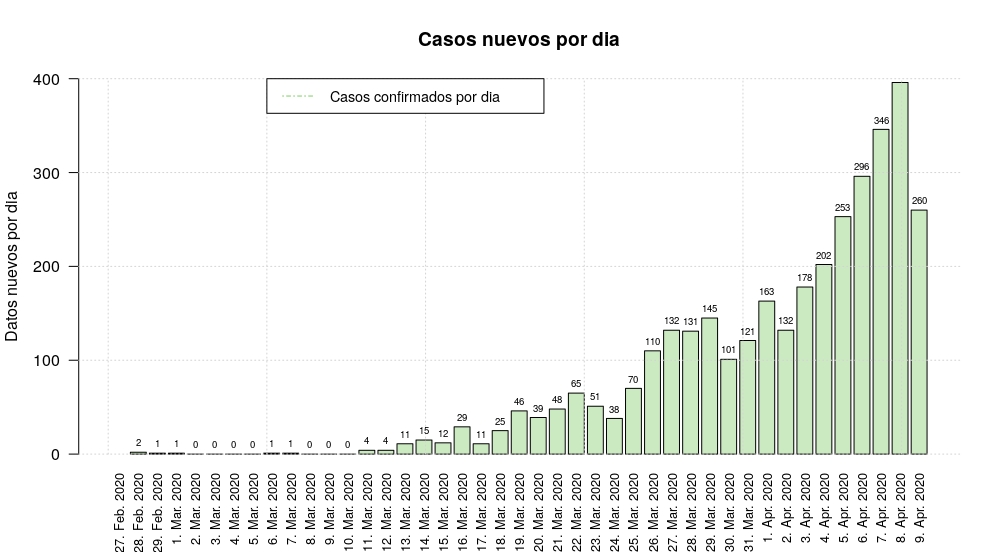 Casos nuevos por dia
Casos confirmados por dia
Datos nuevos por dia
400
300
200
100
0
2 1 1 0 0 0 0 1 1 0 0 0 4 4 11 15 12 29 11 25 46 39 48 65 51 38 70 110 132 131 145 101 121 163 132 178 202 253 296 346 260
27. Feb. 2020
28. Feb. 2020
29. Feb. 2020
1. Mar. 2020
2. Mar. 2020
3. Mar. 2020
4. Mar. 2020
5. Mar. 2020
6. Mar. 2020
7. Mar. 2020
8. Mar. 2020
9. Mar. 2020
10. Mar. 2020
11. Mar. 2020
12. Mar. 2020
13. Mar. 2020
14. Mar. 2020
15. Mar. 2020
16. Mar. 2020
17. Mar. 2020
18. Mar. 2020
19. Mar. 2020
20. Mar. 2020
21. Mar. 2020
22. Mar. 2020
23. Mar. 2020
24. Mar. 2020
25. Mar. 2020
26. Mar. 2020
27. Mar. 2020
28. Mar. 2020
29. Mar. 2020
30. Mar. 2020
31. Mar. 2020
1. Apr. 2020
2. Apr. 2020
3. Apr. 2020
4. Apr. 2020
5. Apr. 2020
6. Apr. 2020
7. Apr. 2020
8. Apr. 2020
9. Apr. 2020